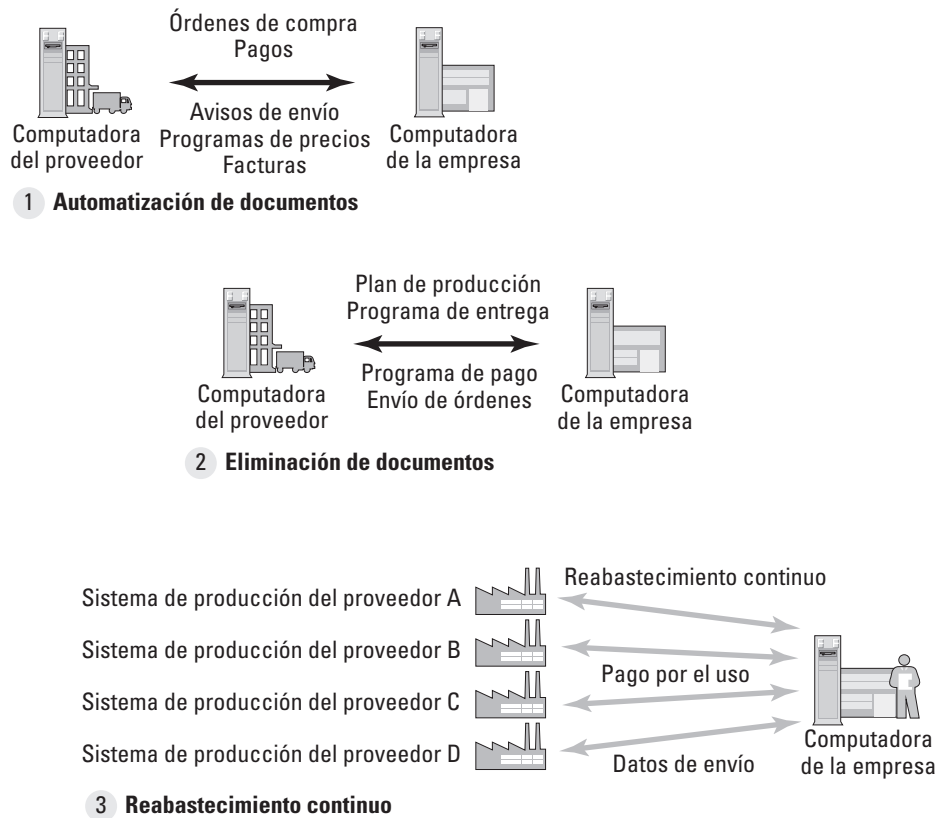 Órdenes de compra
Pagos
Avisos de envío
Programas de precios
Facturas
Computadora
del proveedor
Computadora
de la empresa
1 Automatización de documentos
Plan de producción
Programa de entrega
Programa de pago
Envío de órdenes
Computadora
del proveedor
Computadora
de la empresa
2 Eliminación de documentos
Sistema de producción del proveedor A
Sistema de producción del proveedor B
Sistema de producción del proveedor C
Sistema de producción del proveedor D
Reabastecimiento continuo
Pago por el uso
Datos de envío
Computadora
de la empresa
3 Reabastecimiento continuo